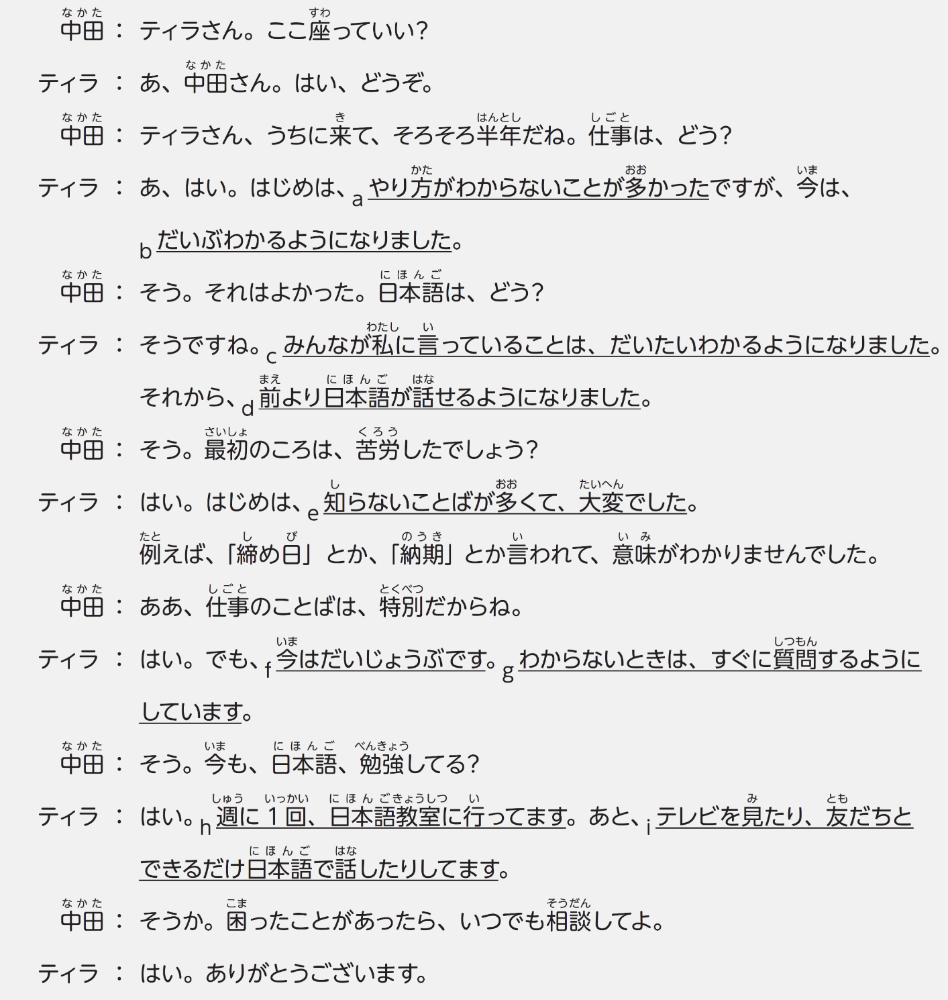 中田：ティラさん。ここ座っていい？
ティラ：あ、中田さん。はい、どうぞ。
中田：ティラさん、うちに来て、そろそろ半年だね。仕事は、どう？
ティラ：あ、はい。はじめは、a やり方がわからないことが多かったですが、今は、
b だいぶわかるようになりました。
中田：そう。それはよかった。日本語は、どう？
ティラ：そうですね。c みんなが私に言っていることは、だいたいわかるようになりました。
それから、d 前より日本語が話せるようになりました。
中田：そう。最初のころは、苦労したでしょう？
ティラ：はい。はじめは、e 知らないことばが多くて、大変でした。
例えば、「締め日」とか、「納期」とか言われて、意味がわかりませんでした。
中田：ああ、仕事のことばは、特別だからね。
ティラ：はい。でも、f 今はだいじょうぶです。g わからないときは、すぐに質問するように
しています。
中田：そう。今も、日本語、勉強してる？
ティラ：はい。h 週に１回、日本語教室に行ってます。あと、i テレビを見たり、友だちと
できるだけ日本語で話したりしてます。
中田：そうか。困ったことがあったら、いつでも相談してよ。
ティラ：はい。ありがとうございます。